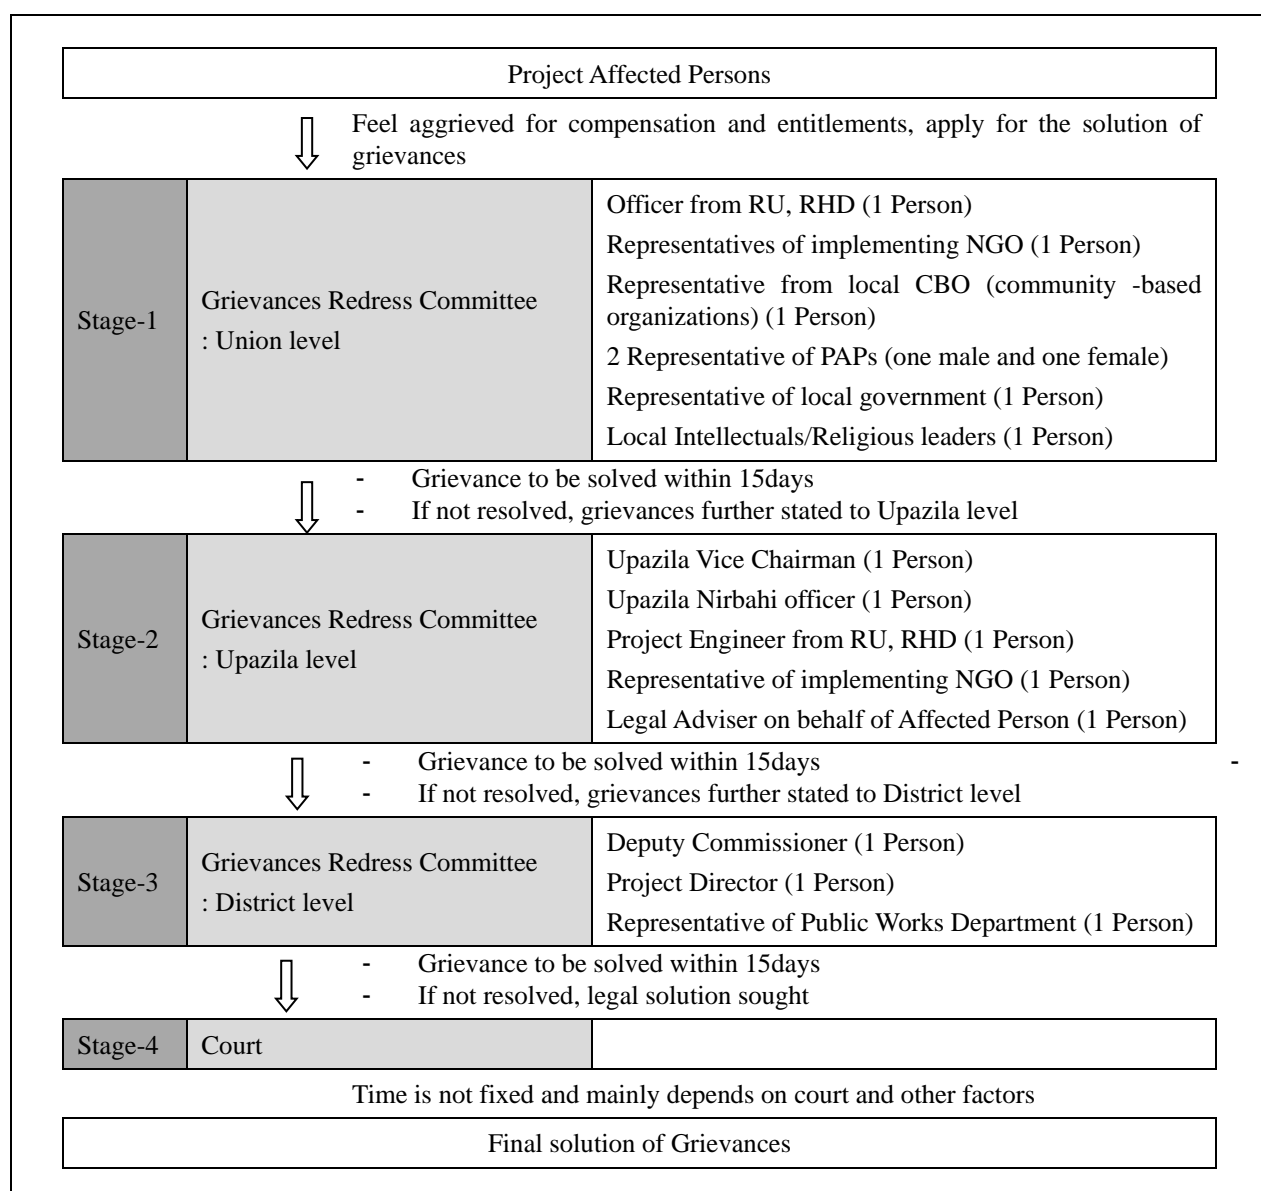 Project Affected Persons
Feel aggrieved for compensation and entitlements, apply for the solution of
grievances
Stage-1
Grievances Redress Committee
: Union level
Officer from RU, RHD (1 Person)
Representatives of implementing NGO (1 Person)
Representative from local CBO (community -based
organizations) (1 Person)
2 Representative of PAPs (one male and one female)
Representative of local government (1 Person)
Local Intellectuals/Religious leaders (1 Person)
- Grievance to be solved within 15days
- If not resolved, grievances further stated to Upazila level
Stage-2
Grievances Redress Committee
: Upazila level
Upazila Vice Chairman (1 Person)
Upazila Nirbahi officer (1 Person)
Project Engineer from RU, RHD (1 Person)
Representative of implementing NGO (1 Person)
Legal Adviser on behalf of Affected Person (1 Person)
- Grievance to be solved within 15days -
- If not resolved, grievances further stated to District level
Stage-3
Grievances Redress Committee
: District level
Deputy Commissioner (1 Person)
Project Director (1 Person)
Representative of Public Works Department (1 Person)
- Grievance to be solved within 15days
- If not resolved, legal solution sought
Stage-4
Court
Time is not fixed and mainly depends on court and other factors
Final solution of Grievances